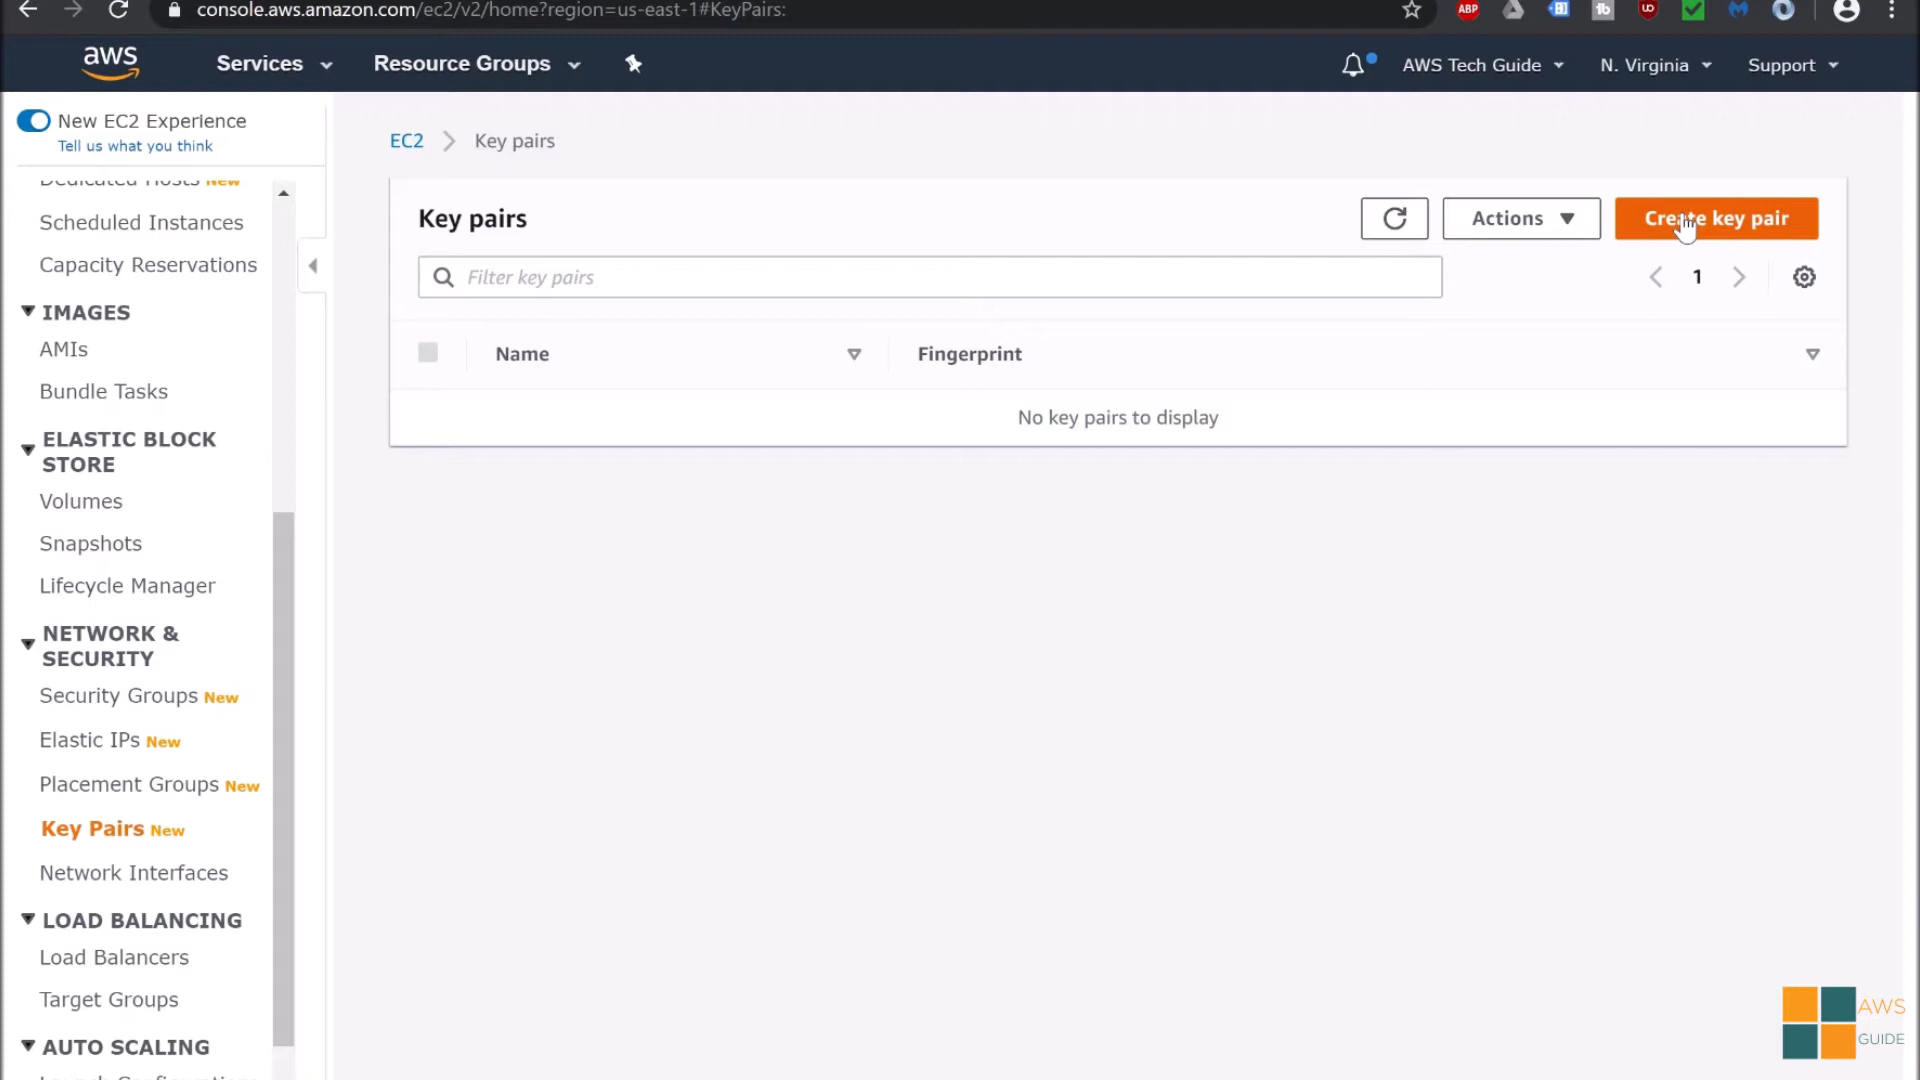 console.aws.amazon.com/ec2/v2/home?region=us-east-1#KeyPairs:
ABP
aws
Services
Resource Groups
AWS Tech Guide
N. Virginia
Support
New EC2 Experience
Tell us what you think
Dedicated Hosts New
Scheduled Instances
Capacity Reservations
IMAGES
AMIs
Bundle Tasks
ELASTIC BLOCK
STORE
Volumes
Snapshots
Lifecycle Manager
NETWORK &
SECURITY
Security Groups New
Elastic IPs New
Placement Groups New
Key Pairs New
Network Interfaces
LOAD BALANCING
Load Balancers
Target Groups
AUTO SCALING
EC2
Key pairs
Key pairs
Actions
Create key pair
Filter key pairs
1
Name
Fingerprint
No key pairs to display
AWS
GUIDE